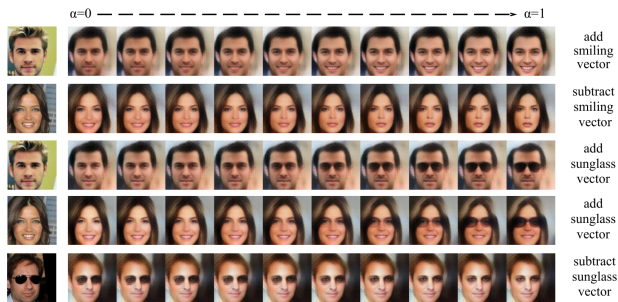 α=0 α=1
add
smiling
vector
subtract
smiling
vector
add
sunglass
vector
add
sunglass
vector
subtract
sunglass
vector